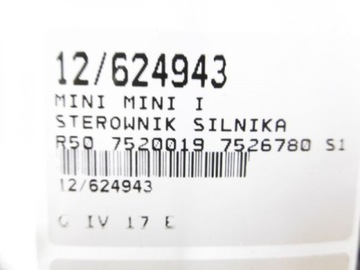 12/624943
MINI MINI I
STEROWNIK SILNIKA
R50 7520019 7526780 S1
12/624943
G IV 17 E